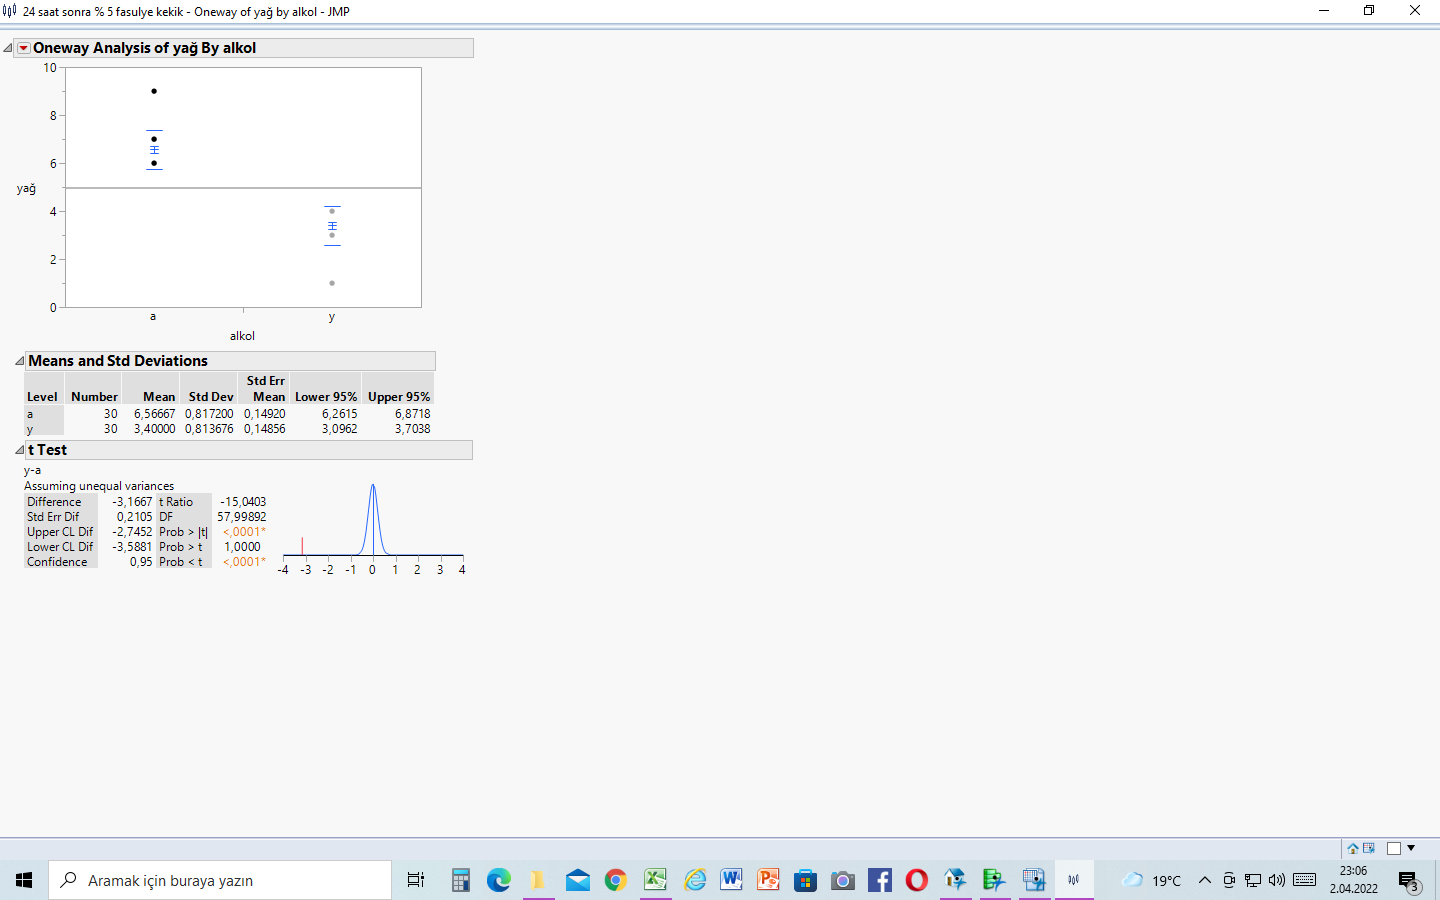 24 saat sonra % 5 fasulye kekik - Oneway of yağ by alkol - JMP
Oneway Analysis of yağ By alkol
10
8
6
yağ
4
2
0
a y
alkol
Means and Std Deviations
Level Number Mean Std Dev Std Err Mean Lower 95% Upper 95%
a 30 6,56667 0,817200 0,14920 6,2615 6,8718
y 30 3,40000 0,813676 0,14856 3,0962 3,7038
t Test
y-a
Assuming unequal variances
Difference -3,1667 t Ratio -15,0403
Std Err Dif 0,2105 DF 57,99892
Upper CL Dif -2,7452 Prob > |t| <,0001*
Lower CL Dif -3,5881 Prob > t 1,0000
Confidence 0,95 Prob < t <,0001*
-4 -3 -2 -1 0 1 2 3 4
Aramak için buraya yazın
19°C
23:06
2.04.2022
3